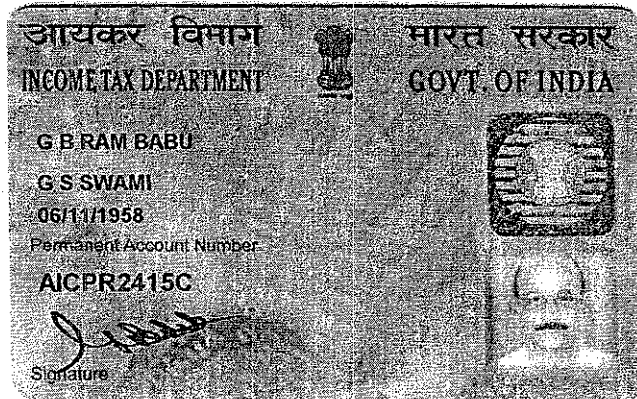 आयकर विभाग
भारत सरकार
INCOME TAX DEPARTMENT
GOVT. OF INDIA
G B RAM BABU
G S SWAMI
06/11/1958
Permanent Account Number
AICPR2415C
Signature